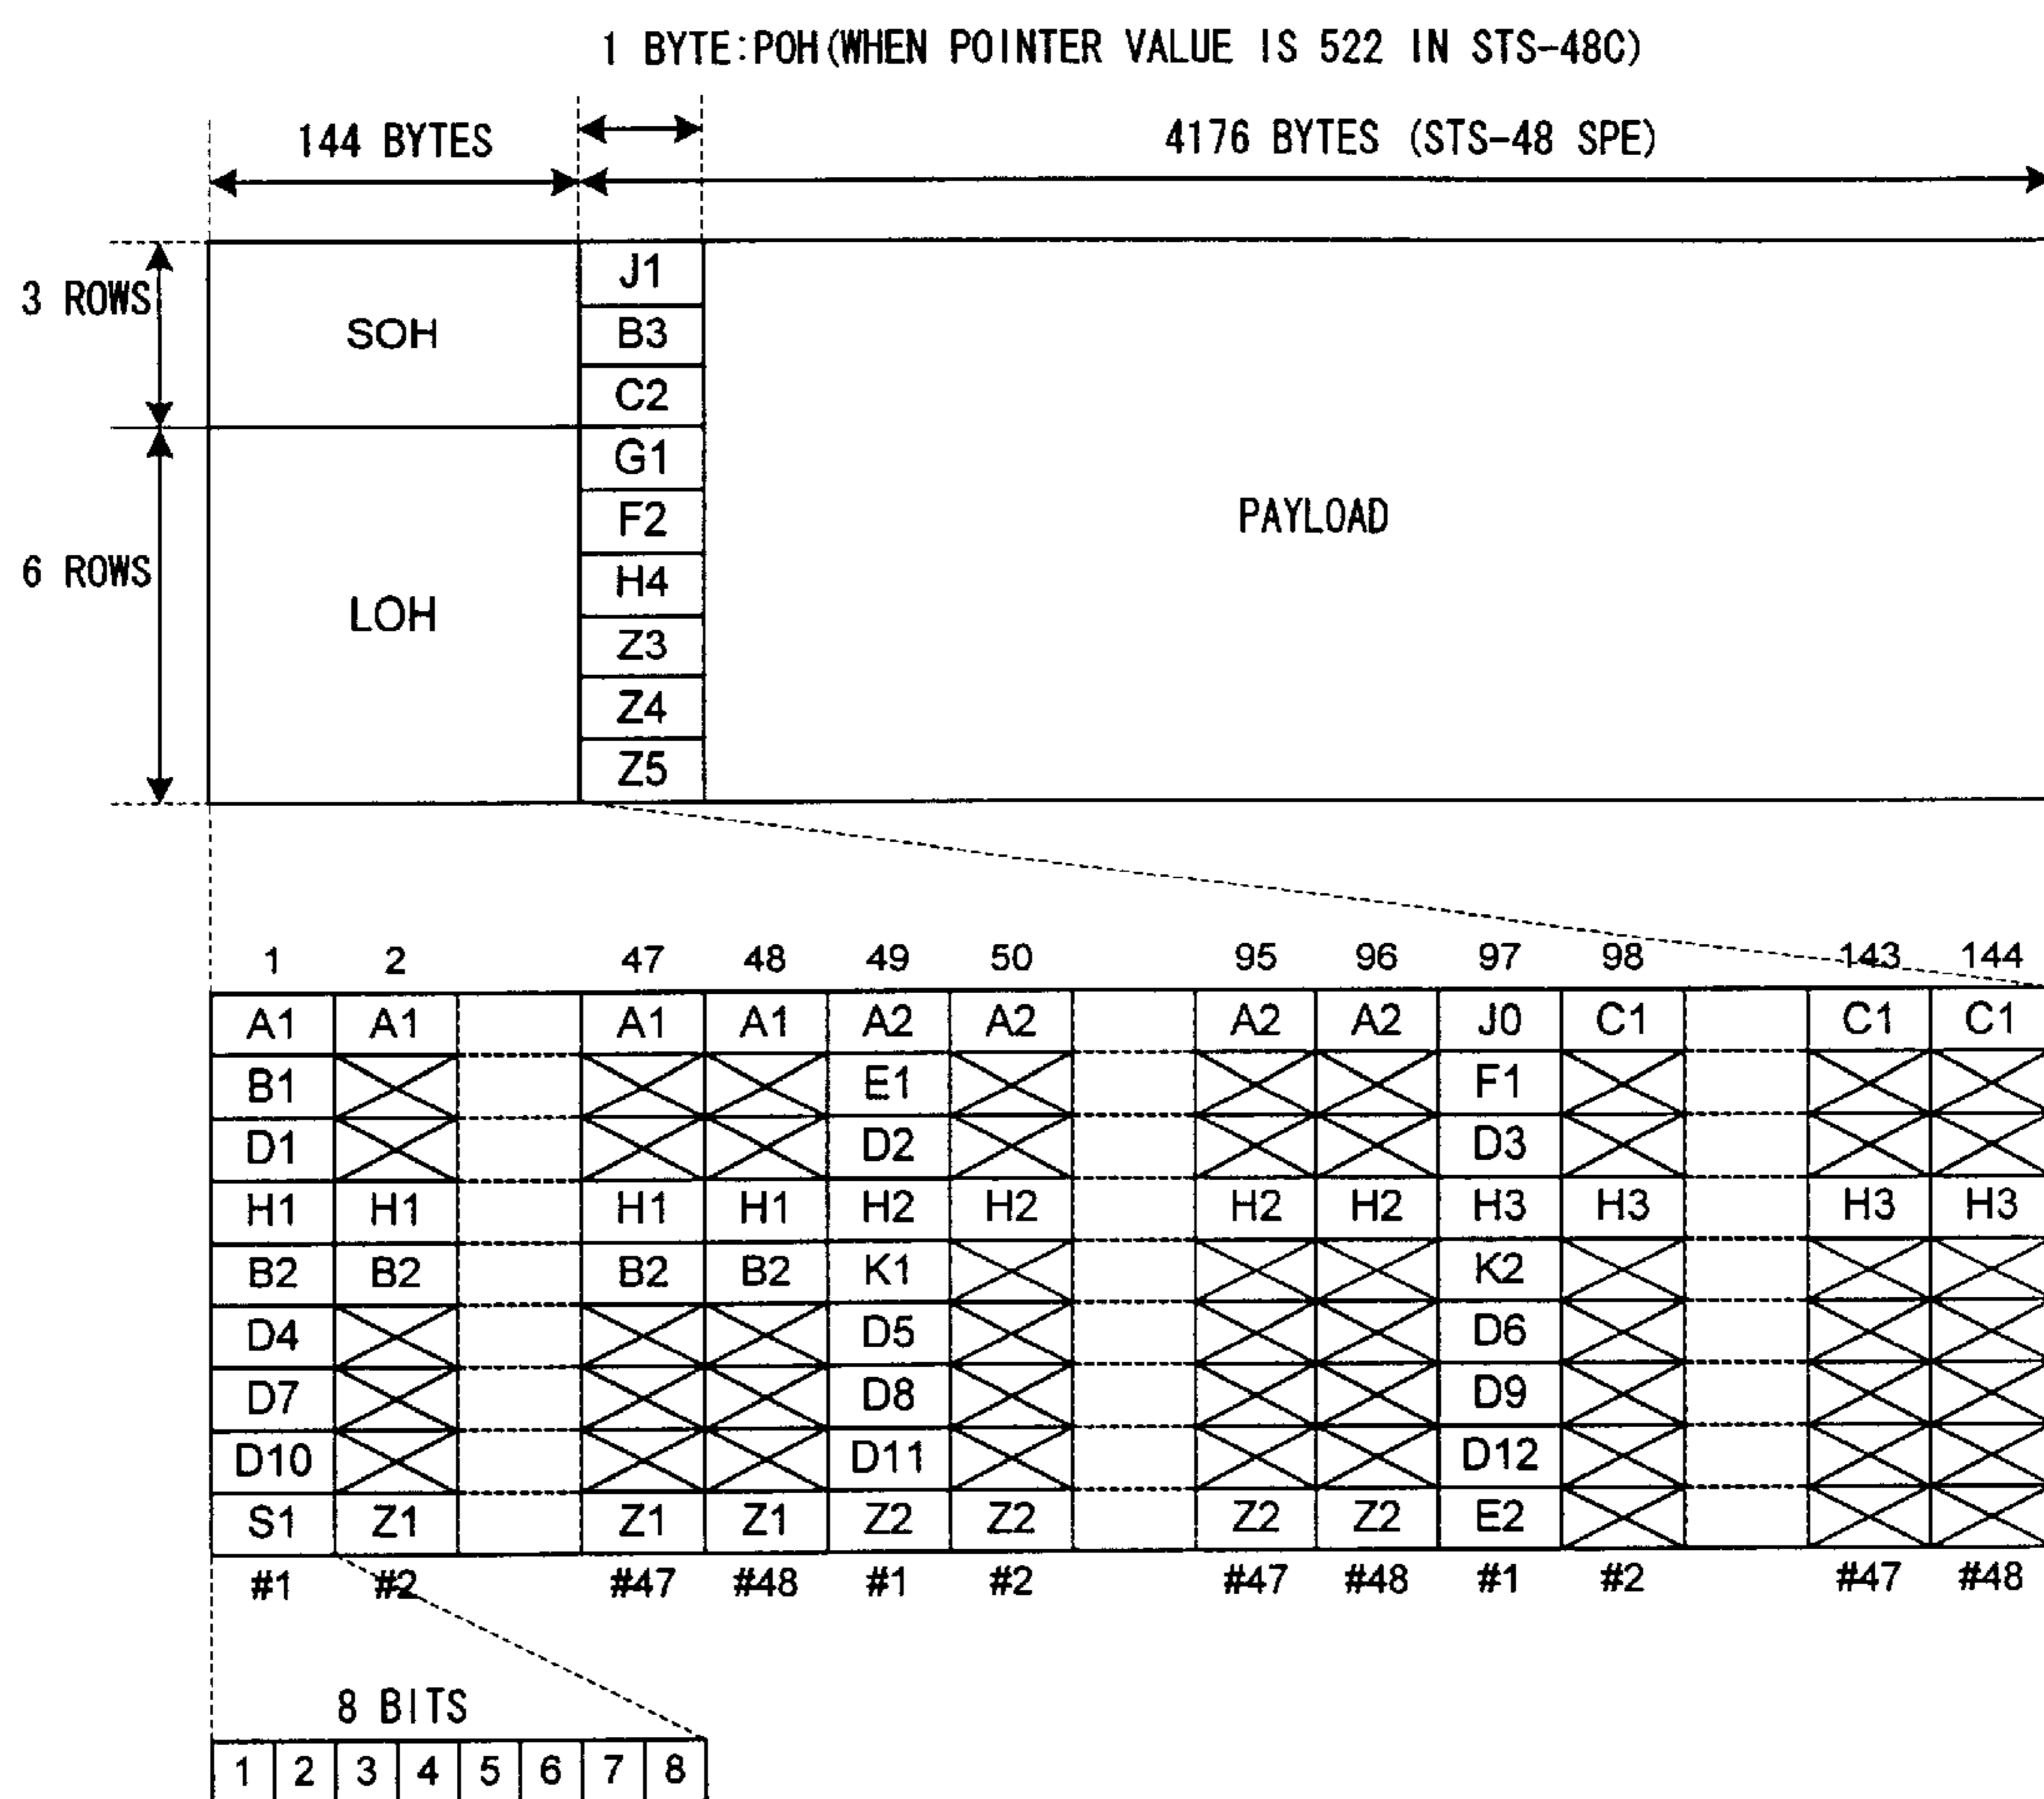 1 BYTE:POH(WHEN POINTER VALUE IS 522 IN STS-48C)
144 BYTES
4176 BYTES (STS-48 SPE)
3 ROWS
SOH
6 ROWS
LOH
J1
B3
C2
G1
F2
H4
Z3
Z4
Z5
PAYLOAD
1 2 47 48 49 50 95 96 97 98 143 144
A1 A1 A1 A1 A2 A2 A2 A2 J0 C1 C1 C1
B1 E1 F1
D1 D2 D3
H1 H1 H1 H1 H2 H2 H2 H2 H3 H3 H3 H3
B2 B2 B2 B2 K1 K2
D4 D5 D6
D7 D8 D9
D10 D11 D12
S1 Z1 Z1 Z1 Z2 Z2 Z2 Z2 E2
#1 #2 #47 #48 #1 #2 #47 #48 #1 #2 #47 #48
8 BITS
1 2 3 4 5 6 7 8